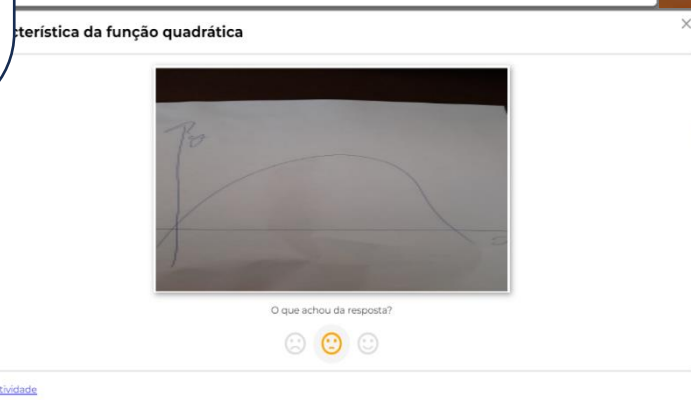 cterística da função quadrática
O que achou da resposta?
tividade